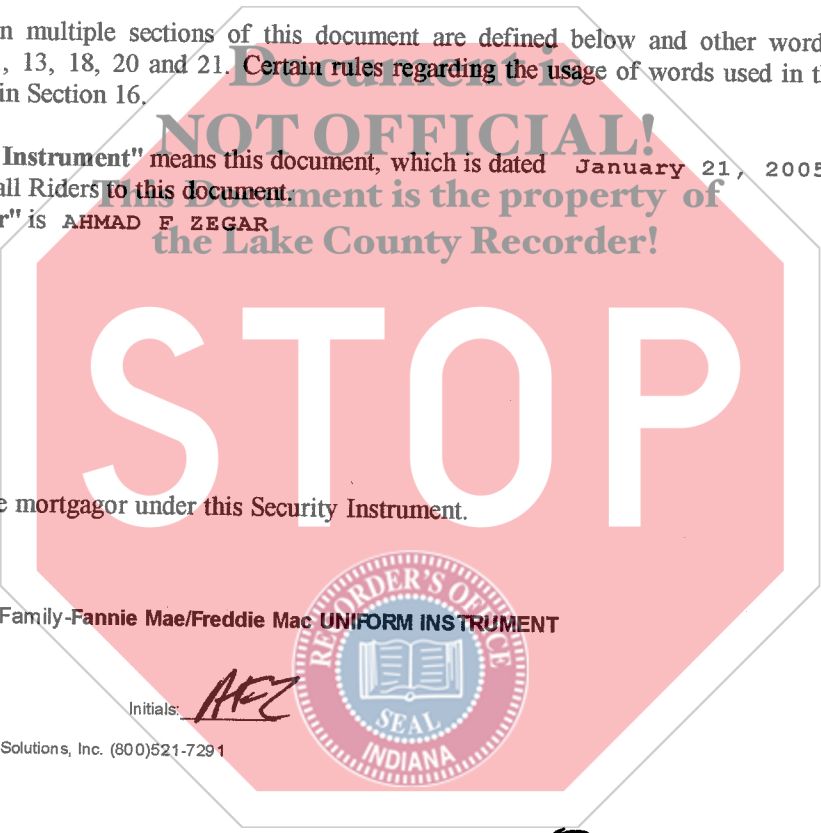 n multiple sections of this document are defined below and other word
, 13, 18, 20 and 21. Certain rules regarding the usage of words used in t
in Section 16.
Document is
NOT OFFICIAL!
Instrument" means this document, which is dated January 21, 2005
all Riders to this document.
This Document is the property of
r" is AHMAD F ZEGAR
the Lake County Recorder!
STOP
e mortgagor under this Security Instrument.
Family-Fannie Mae/Freddie Mac UNIFORM INSTRUMENT
RECORDER'S OFFICE
SEAL
INDIANA
Initials: AFZ
Solutions, Inc. (800)521-7291